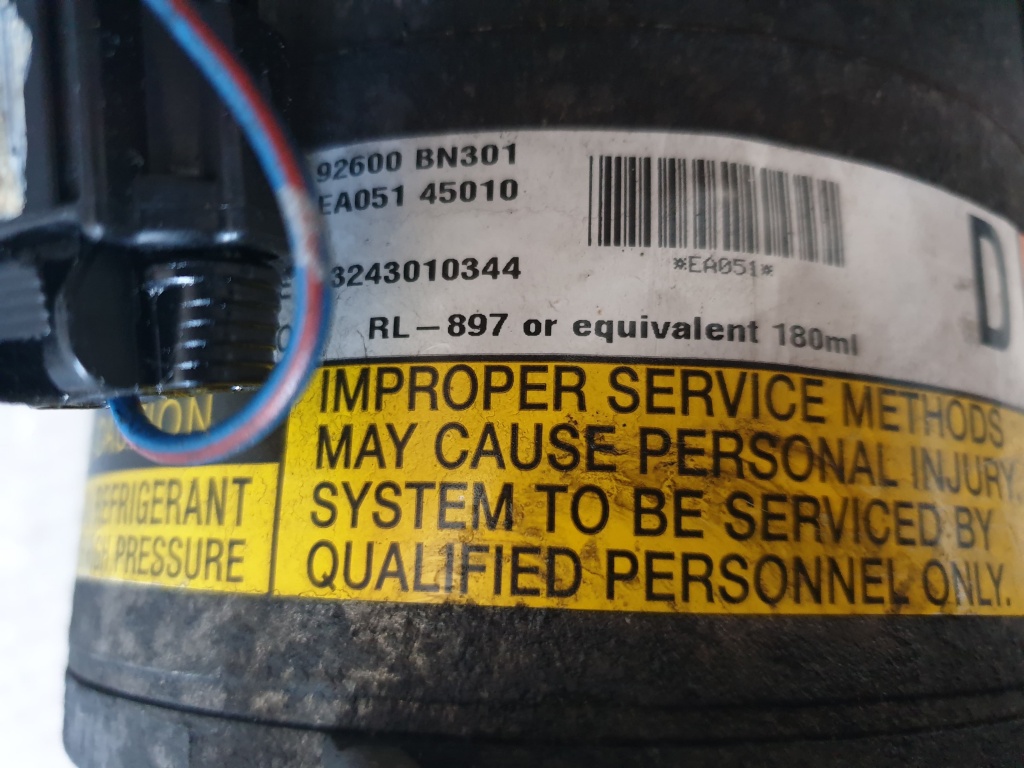 92600 BN301
EA051 45010
*EA051*
3243010344
D
RL-897 or equivalent 180ml
IMPROPER SERVICE METHODS
MAY CAUSE PERSONAL INJURY.
SYSTEM TO BE SERVICED BY
QUALIFIED PERSONNEL ONLY.
REFRIGERANT
PRESSURE